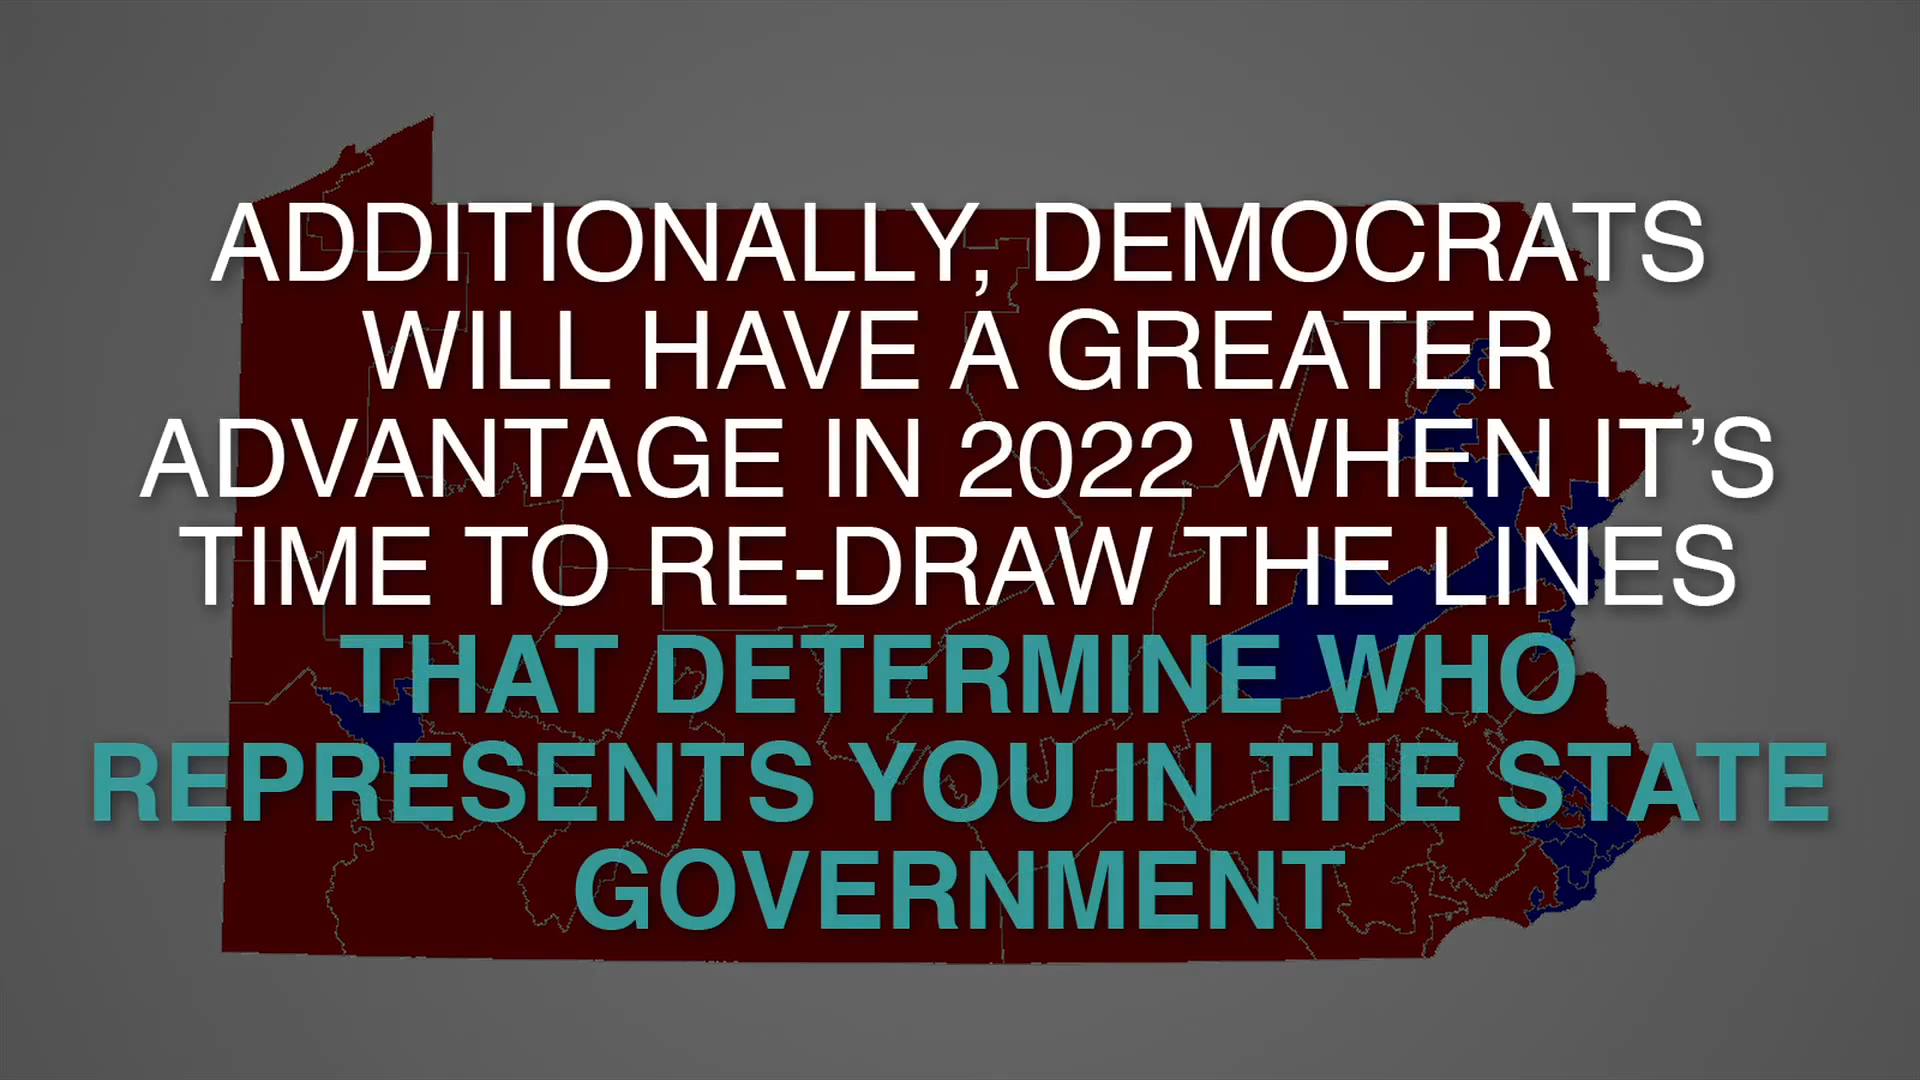 ADDITIONALLY, DEMOCRATS
WILL HAVE A GREATER
ADVANTAGE IN 2022 WHEN IT’S
TIME TO RE-DRAW THE LINES
THAT DETERMINE WHO
REPRESENTS YOU IN THE STATE
GOVERNMENT